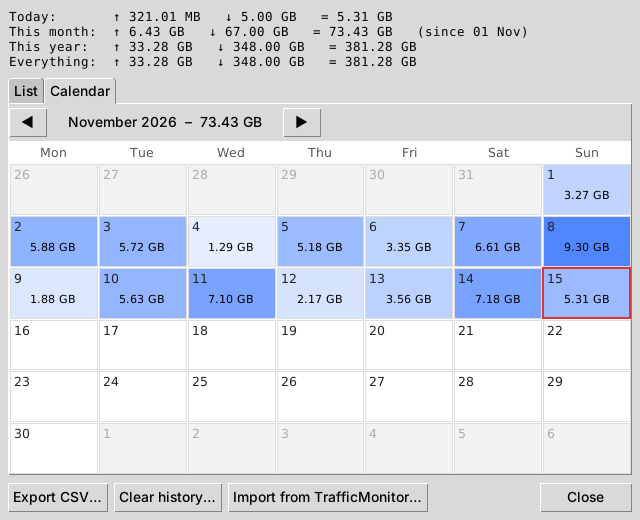 Today: ↑ 321.01 MB ↓ 5.00 GB = 5.31 GB
This month: ↑ 6.43 GB ↓ 67.00 GB = 73.43 GB (since 01 Nov)
This year: ↑ 33.28 GB ↓ 348.00 GB = 381.28 GB
Everything: ↑ 33.28 GB ↓ 348.00 GB = 381.28 GB
List Calendar
◀ November 2026 – 73.43 GB ▶
Mon Tue Wed Thu Fri Sat Sun
26 27 28 29 30 31 1
3.27 GB
2 3 4 5 6 7 8
5.88 GB 5.72 GB 1.29 GB 5.18 GB 3.35 GB 6.61 GB 9.30 GB
9 10 11 12 13 14 15
1.88 GB 5.63 GB 7.10 GB 2.17 GB 3.56 GB 7.18 GB 5.31 GB
16 17 18 19 20 21 22
23 24 25 26 27 28 29
30 1 2 3 4 5 6
Export CSV... Clear history... Import from TrafficMonitor... Close